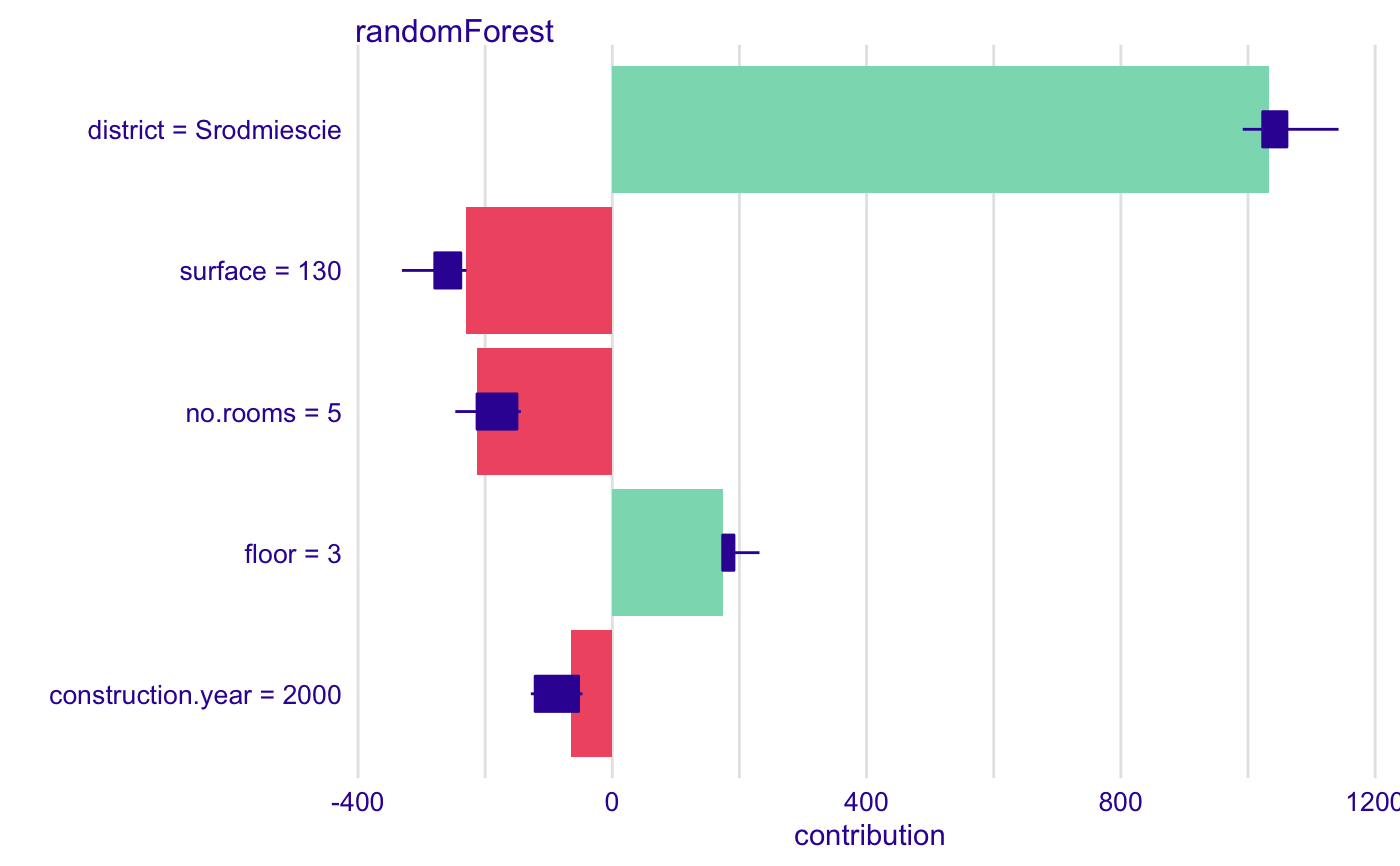 randomForest
district = Srodmiescie
surface = 130
no.rooms = 5
floor = 3
construction.year = 2000
-400 0 400 800 1200
contribution